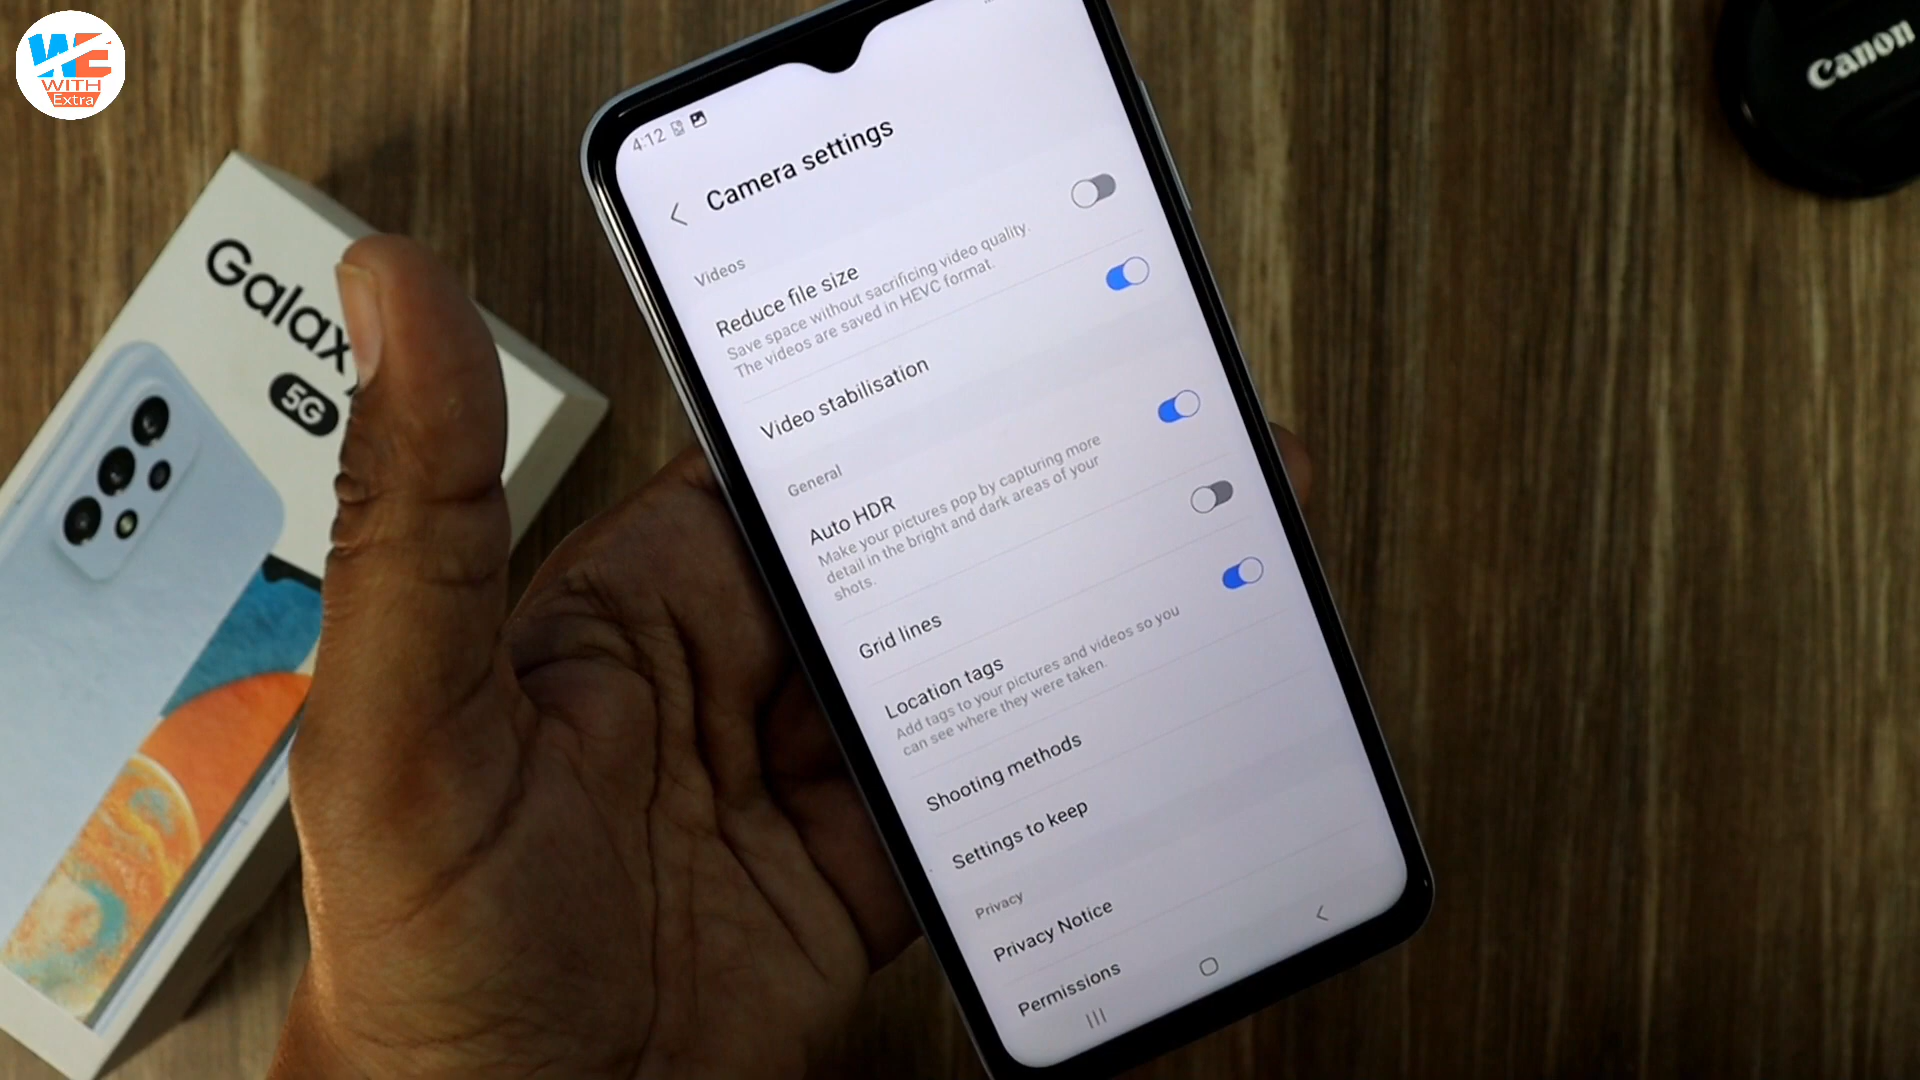 WE
WITH
Extra
Canon
Galaxy
5G
4:12
Camera settings
Videos
Reduce file size
Save space without sacrificing video quality.
The videos are saved in HEVC format.
Video stabilisation
General
Auto HDR
Make your pictures pop by capturing more
detail in the bright and dark areas of your
shots.
Grid lines
Location tags
Add tags to your pictures and videos so you
can see where they were taken.
Shooting methods
Settings to keep
Privacy
Privacy Notice
Permissions